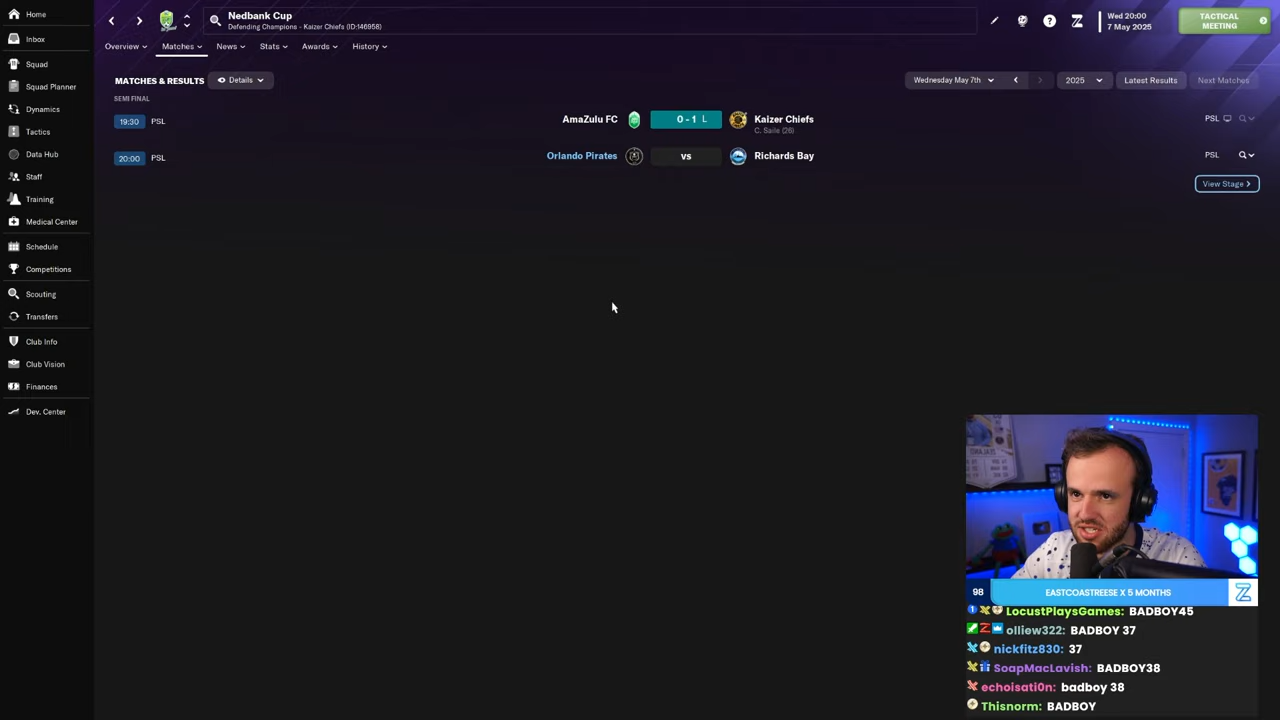 Home
Inbox
Squad
Squad Planner
Dynamics
Tactics
Data Hub
Staff
Training
Medical Center
Schedule
Competitions
Scouting
Transfers
Club Info
Club Vision
Finances
Dev. Center
Nedbank Cup
Defending Champions - Kaizer Chiefs (ID:146958)
Wed 20:00
7 May 2025
TACTICAL
MEETING
Overview Matches News Stats Awards History
MATCHES & RESULTS Details
Wednesday May 7th 2025 Latest Results Next Matches
SEMI FINAL
19:30 PSL AmaZulu FC 0 - 1 L Kaizer Chiefs PSL
C. Saile (26)
20:00 PSL Orlando Pirates vs Richards Bay PSL
View Stage
98 EASTCOASTREESE X 5 MONTHS
LocustPlaysGames: BADBOY45
olliew322: BADBOY 37
nickfitz830: 37
SoapMacLavish: BADBOY38
echoisati0n: badboy 38
Thisnorm: BADBOY